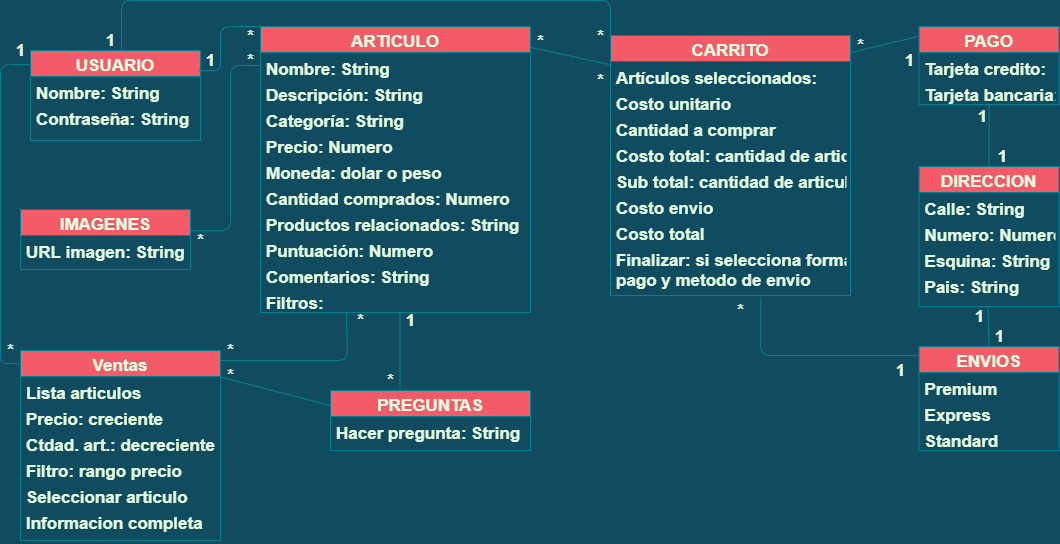 USUARIO
Nombre: String
Contraseña: String
IMAGENES
URL imagen: String
Ventas
Lista articulos
Precio: creciente
Ctdad. art.: decreciente
Filtro: rango precio
Seleccionar articulo
Informacion completa
ARTICULO
Nombre: String
Descripción: String
Categoría: String
Precio: Numero
Moneda: dolar o peso
Cantidad comprados: Numero
Productos relacionados: String
Puntuación: Numero
Comentarios: String
Filtros:
PREGUNTAS
Hacer pregunta: String
CARRITO
Artículos seleccionados:
Costo unitario
Cantidad a comprar
Costo total: cantidad de artic
Sub total: cantidad de articul
Costo envio
Costo total
Finalizar: si selecciona forma
pago y metodo de envio
PAGO
Tarjeta credito:
Tarjeta bancaria:
DIRECCION
Calle: String
Numero: Numero
Esquina: String
Pais: String
ENVIOS
Premium
Express
Standard
1
1
1
*
*
*
*
*
*
*
1
1
1
*
*
*
*
1
*
*
1
1
1